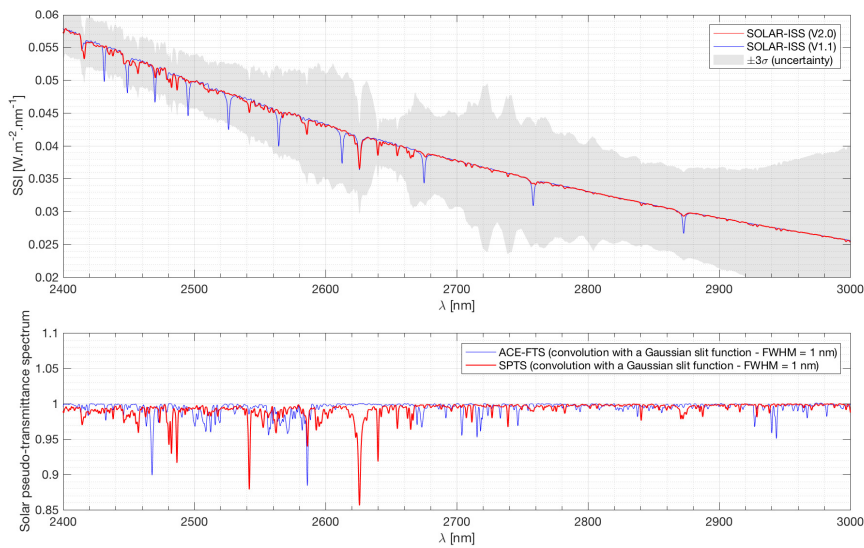 0.06
0.055
0.05
0.045
0.04
0.035
0.03
0.025
0.02
SSI [W.m⁻².nm⁻¹]
SOLAR-ISS (V2.0)
SOLAR-ISS (V1.1)
±3σ (uncertainty)
2400 2500 2600 2700 2800 2900 3000
λ [nm]
1.1
1.05
1
0.95
0.9
0.85
Solar pseudo-transmittance spectrum
ACE-FTS (convolution with a Gaussian slit function - FWHM = 1 nm)
SPTS (convolution with a Gaussian slit function - FWHM = 1 nm)
2400 2500 2600 2700 2800 2900 3000
λ [nm]